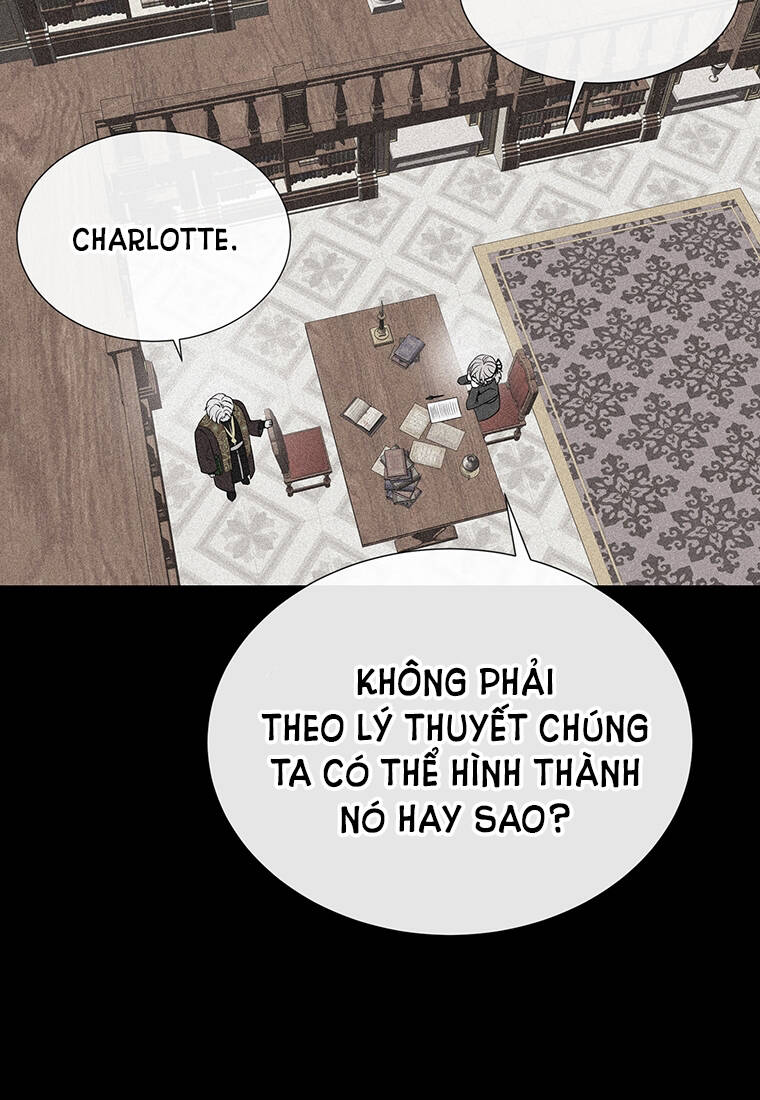 CHARLOTTE.
KHÔNG PHẢI
THEO LÝ THUYẾT CHÚNG
TA CÓ THỂ HÌNH THÀNH
NÓ HAY SAO?